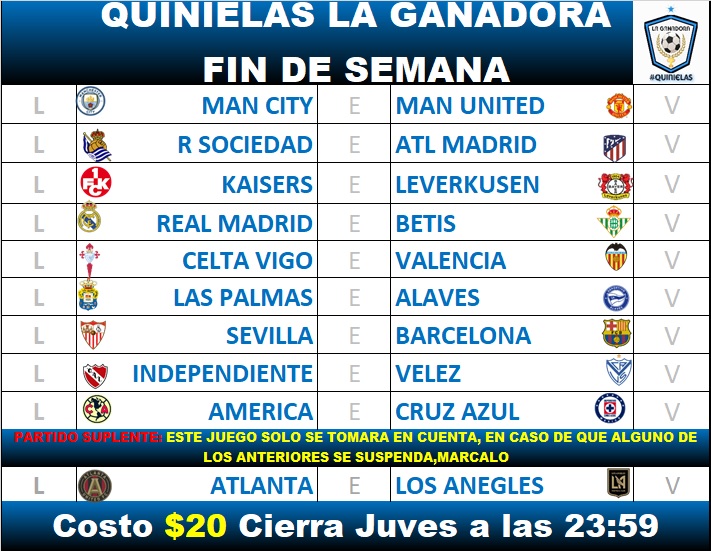 QUINIELAS LA GANADORA
FIN DE SEMANA
LA GANADORA
#QUINIELAS
L MAN CITY E MAN UNITED V
L R SOCIEDAD E ATL MADRID V
L KAISERS E LEVERKUSEN V
L REAL MADRID E BETIS V
L CELTA VIGO E VALENCIA V
L LAS PALMAS E ALAVES V
L SEVILLA E BARCELONA V
L INDEPENDIENTE E VELEZ V
L AMERICA E CRUZ AZUL V
PARTIDO SUPLENTE: ESTE JUEGO SOLO SE TOMARA EN CUENTA, EN CASO DE QUE ALGUNO DE
LOS ANTERIORES SE SUSPENDA,MARCALO
L ATLANTA E LOS ANEGLES V
Costo $20 Cierra Juves a las 23:59